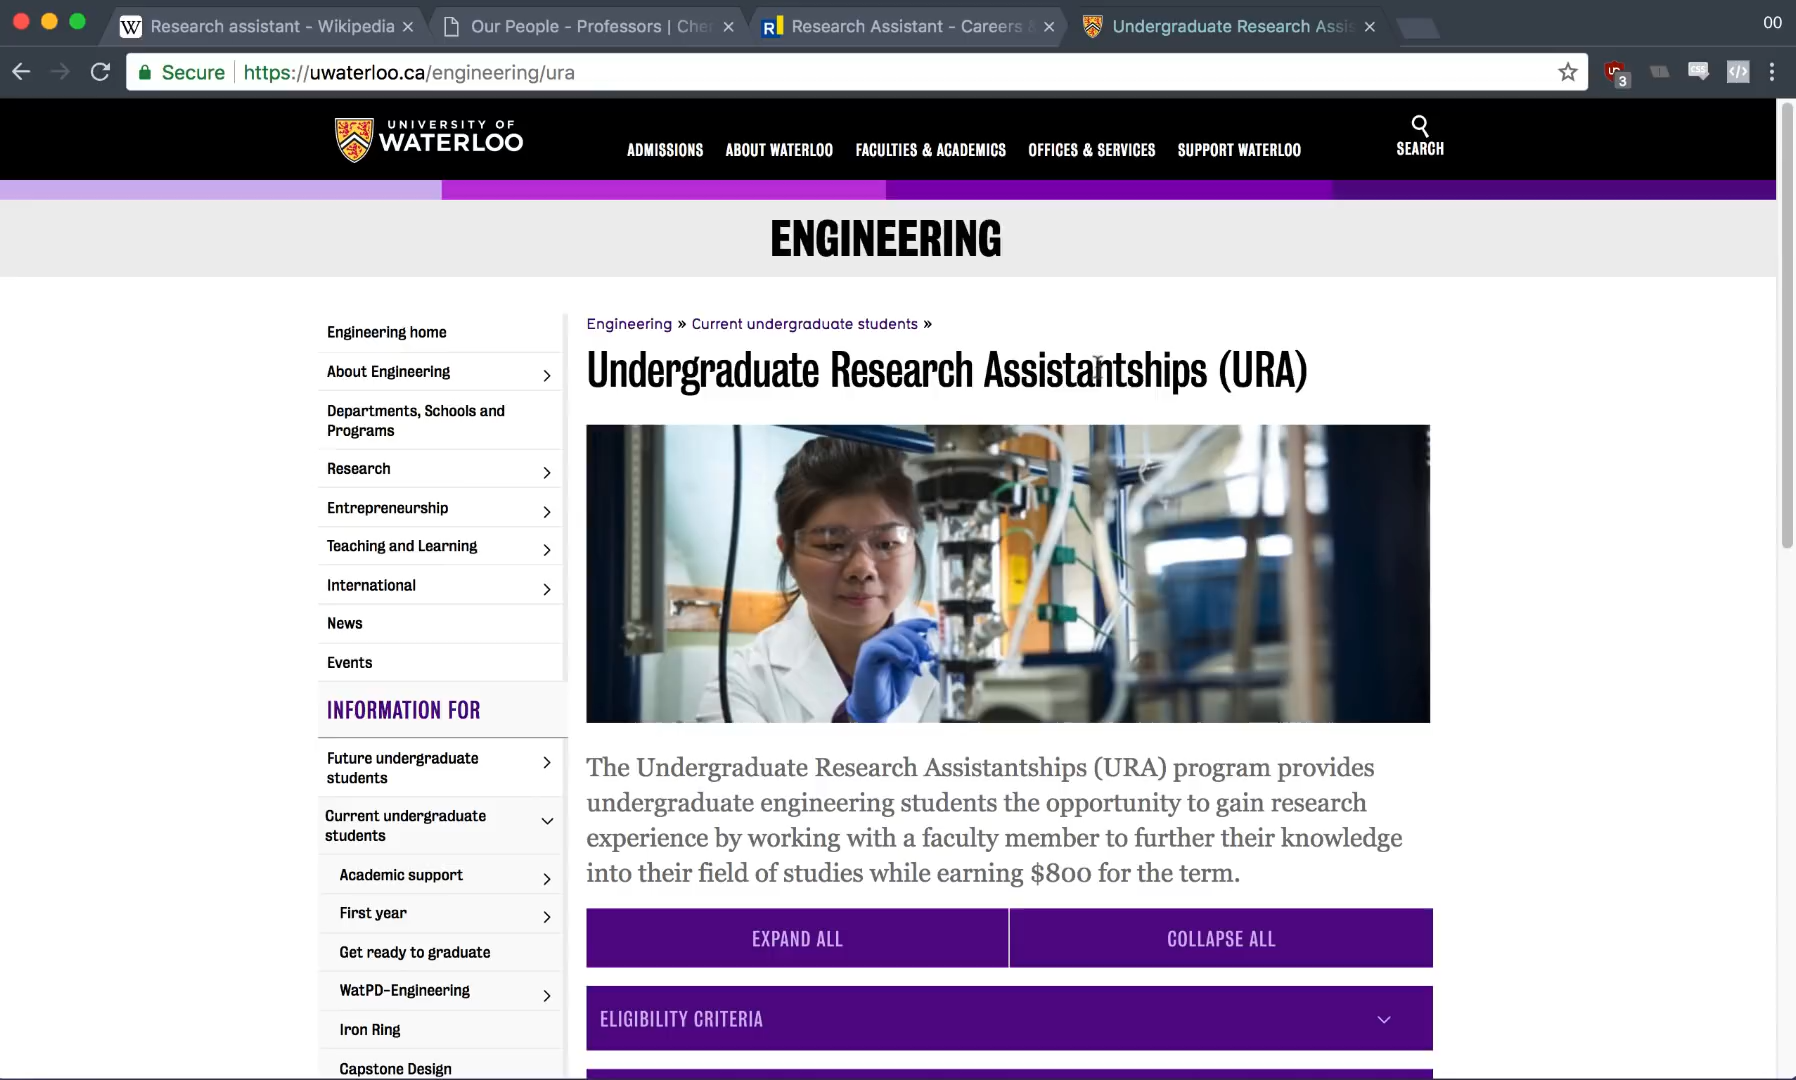 Research assistant - Wikipedia
Our People - Professors | Che
Research Assistant - Careers &
Undergraduate Research Assis
00
Secure
https://uwaterloo.ca/engineering/ura
3
UNIVERSITY OF
WATERLOO
ADMISSIONS
ABOUT WATERLOO
FACULTIES & ACADEMICS
OFFICES & SERVICES
SUPPORT WATERLOO
SEARCH
ENGINEERING
Engineering home
About Engineering
Departments, Schools and
Programs
Research
Entrepreneurship
Teaching and Learning
International
News
Events
INFORMATION FOR
Future undergraduate
students
Current undergraduate
students
Academic support
First year
Get ready to graduate
WatPD-Engineering
Iron Ring
Capstone Design
Engineering » Current undergraduate students »
Undergraduate Research Assistantships (URA)
The Undergraduate Research Assistantships (URA) program provides
undergraduate engineering students the opportunity to gain research
experience by working with a faculty member to further their knowledge
into their field of studies while earning $800 for the term.
EXPAND ALL
COLLAPSE ALL
ELIGIBILITY CRITERIA